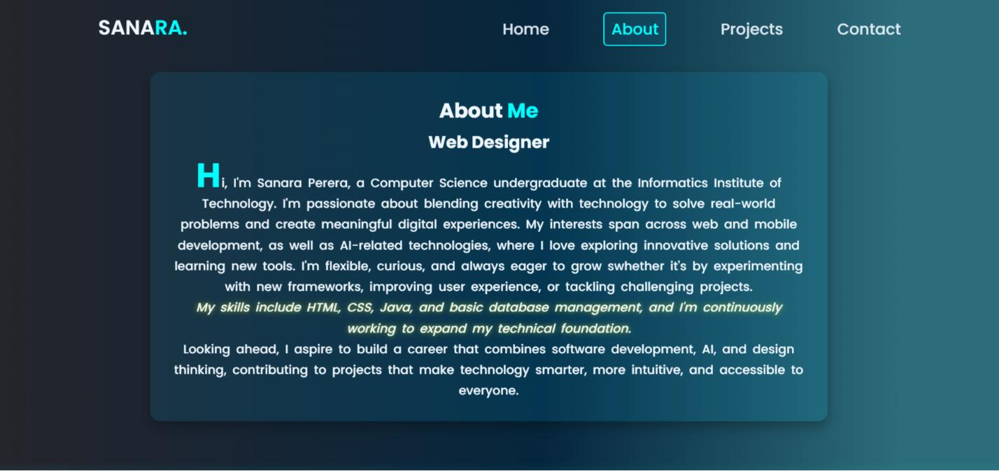 SANARA.
Home About Projects Contact
About Me
Web Designer
Hi, I'm Sanara Perera, a Computer Science undergraduate at the Informatics Institute of
Technology. I'm passionate about blending creativity with technology to solve real-world
problems and create meaningful digital experiences. My interests span across web and mobile
development, as well as AI-related technologies, where I love exploring innovative solutions and
learning new tools. I'm flexible, curious, and always eager to grow swhether it's by experimenting
with new frameworks, improving user experience, or tackling challenging projects.
My skills include HTML, CSS, Java, and basic database management, and I'm continuously
working to expand my technical foundation.
Looking ahead, I aspire to build a career that combines software development, AI, and design
thinking, contributing to projects that make technology smarter, more intuitive, and accessible to
everyone.